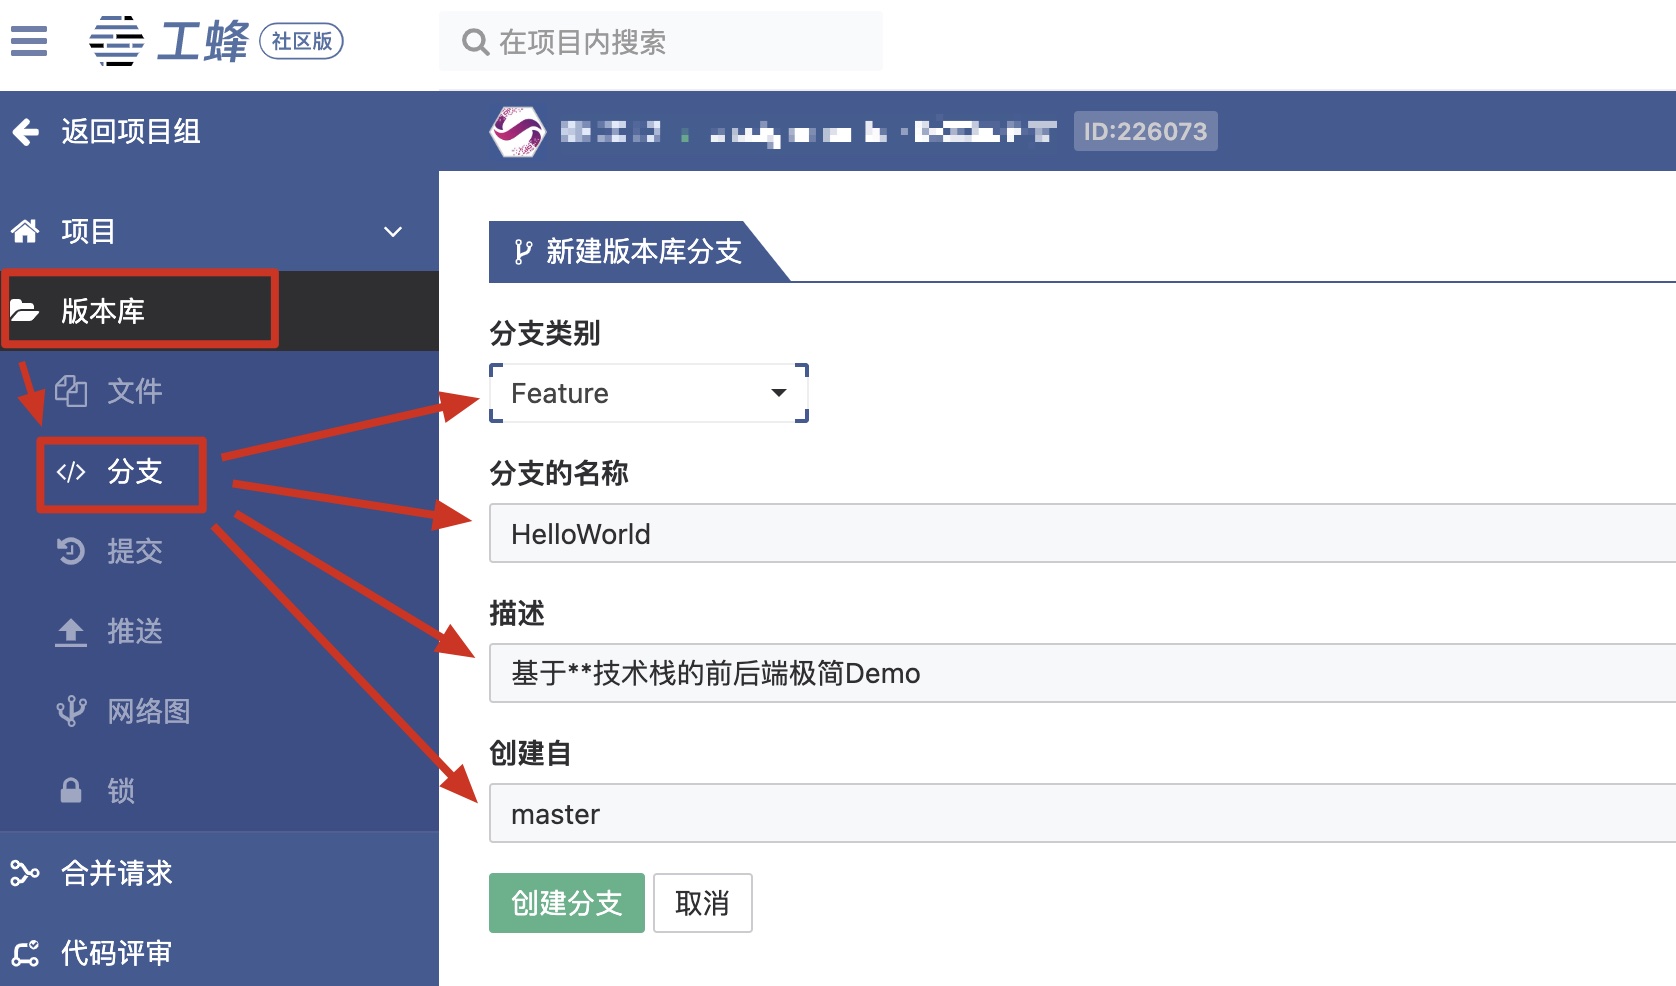 工蜂 社区版
在项目内搜索
返回项目组
ID:226073
项目
版本库
文件
分支
提交
推送
网络图
锁
合并请求
代码评审
新建版本库分支
分支类别
Feature
分支的名称
HelloWorld
描述
基于**技术栈的前后端极简Demo
创建自
master
创建分支 取消